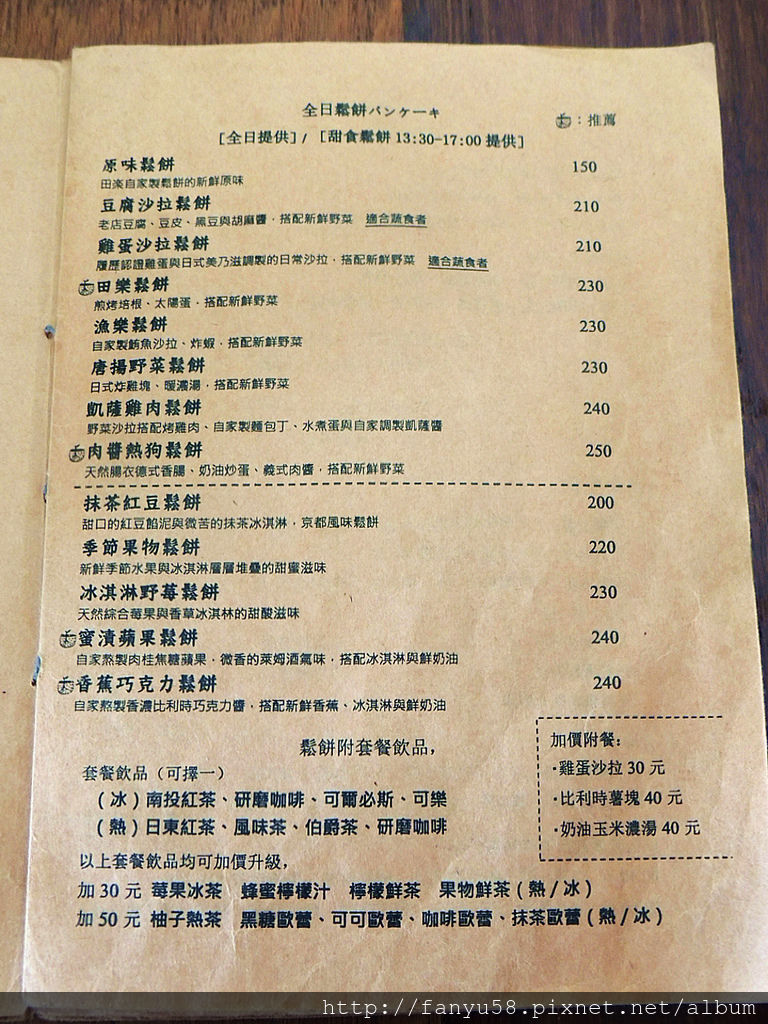 全日鬆餅パンケーキ
：推薦
[全日提供] / [甜食鬆餅 13:30-17:00 提供]
原味鬆餅 150
田楽自家製鬆餅的新鮮原味
豆腐沙拉鬆餅 210
老店豆腐、豆皮、黑豆與胡麻醬，搭配新鮮野菜 適合蔬食者
雞蛋沙拉鬆餅 210
履歷認證雞蛋與日式美乃滋調製的日常沙拉，搭配新鮮野菜 適合蔬食者
田樂鬆餅 230
煎烤培根、太陽蛋，搭配新鮮野菜
漁樂鬆餅 230
自家製鮪魚沙拉、炸蝦，搭配新鮮野菜
唐揚野菜鬆餅 230
日式炸雞塊、暖濃湯，搭配新鮮野菜
凱薩雞肉鬆餅 240
野菜沙拉搭配烤雞肉、自家製麵包丁、水煮蛋與自家調製凱薩醬
肉醬熱狗鬆餅 250
天然腸衣德式香腸、奶油炒蛋、義式肉醬，搭配新鮮野菜
抹茶紅豆鬆餅 200
甜口的紅豆餡泥與微苦的抹茶冰淇淋，京都風味鬆餅
季節果物鬆餅 220
新鮮季節水果與冰淇淋層層堆疊的甜蜜滋味
冰淇淋野莓鬆餅 230
天然綜合莓果與香草冰淇林的甜酸滋味
蜜漬蘋果鬆餅 240
自家熬製肉桂焦糖蘋果，微香的萊姆酒氣味，搭配冰淇淋與鮮奶油
香蕉巧克力鬆餅 240
自家熬製香濃比利時巧克力醬，搭配新鮮香蕉、冰淇淋與鮮奶油
鬆餅附套餐飲品，
套餐飲品（可擇一）
（冰）南投紅茶、研磨咖啡、可爾必斯、可樂
（熱）日東紅茶、風味茶、伯爵茶、研磨咖啡
以上套餐飲品均可加價升級，
加 30 元 莓果冰茶 蜂蜜檸檬汁 檸檬鮮茶 果物鮮茶（熱/冰）
加 50 元 柚子熱茶 黑糖歐蕾、可可歐蕾、咖啡歐蕾、抹茶歐蕾（熱/冰）
加價附餐:
·雞蛋沙拉 30 元
·比利時薯塊 40 元
·奶油玉米濃湯 40 元
http://fanyu58.pixnet.net/album